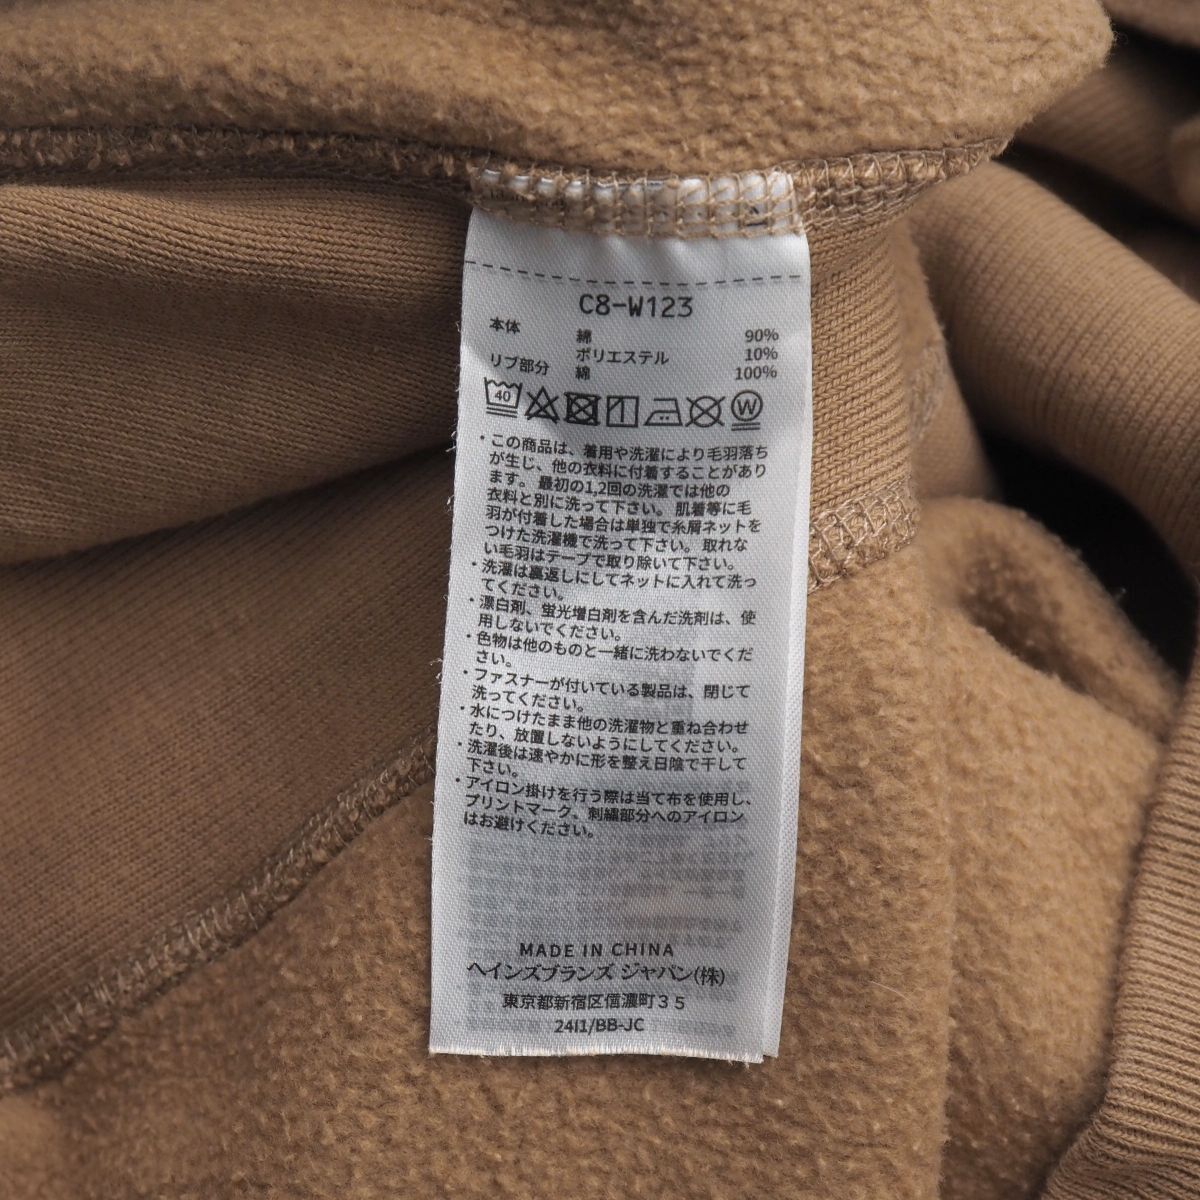 C8-W123
本体 綿 90%
ポリエステル 10%
リブ部分 綿 100%
40
W
・この商品は、着用や洗濯により毛羽落ち
が生じ、他の衣料に付着することがあり
ます。 最初の1,2回の洗濯では他の
衣料と別に洗って下さい。 肌着等に毛
羽が付着した場合は単独で糸屑ネットを
つけた洗濯機で洗って下さい。 取れな
い毛羽はテープで取り除いて下さい。
・洗濯は裏返しにしてネットに入れて洗っ
てください。
・漂白剤、蛍光増白剤を含んだ洗剤は、使
用しないでください。
・色物は他のものと一緒に洗わないでくだ
さい。
・ファスナーが付いている製品は、閉じて
洗ってください。
・水につけたまま他の洗濯物と重ね合わせ
たり、放置しないようにしてください。
・洗濯後は速やかに形を整え日陰で干して
下さい。
・アイロン掛けを行う際は当て布を使用し、
プリントマーク、刺繍部分へのアイロン
はお避けください。
MADE IN CHINA
ヘインズブランズ ジャパン(株)
東京都新宿区信濃町35
24I1/BB-JC